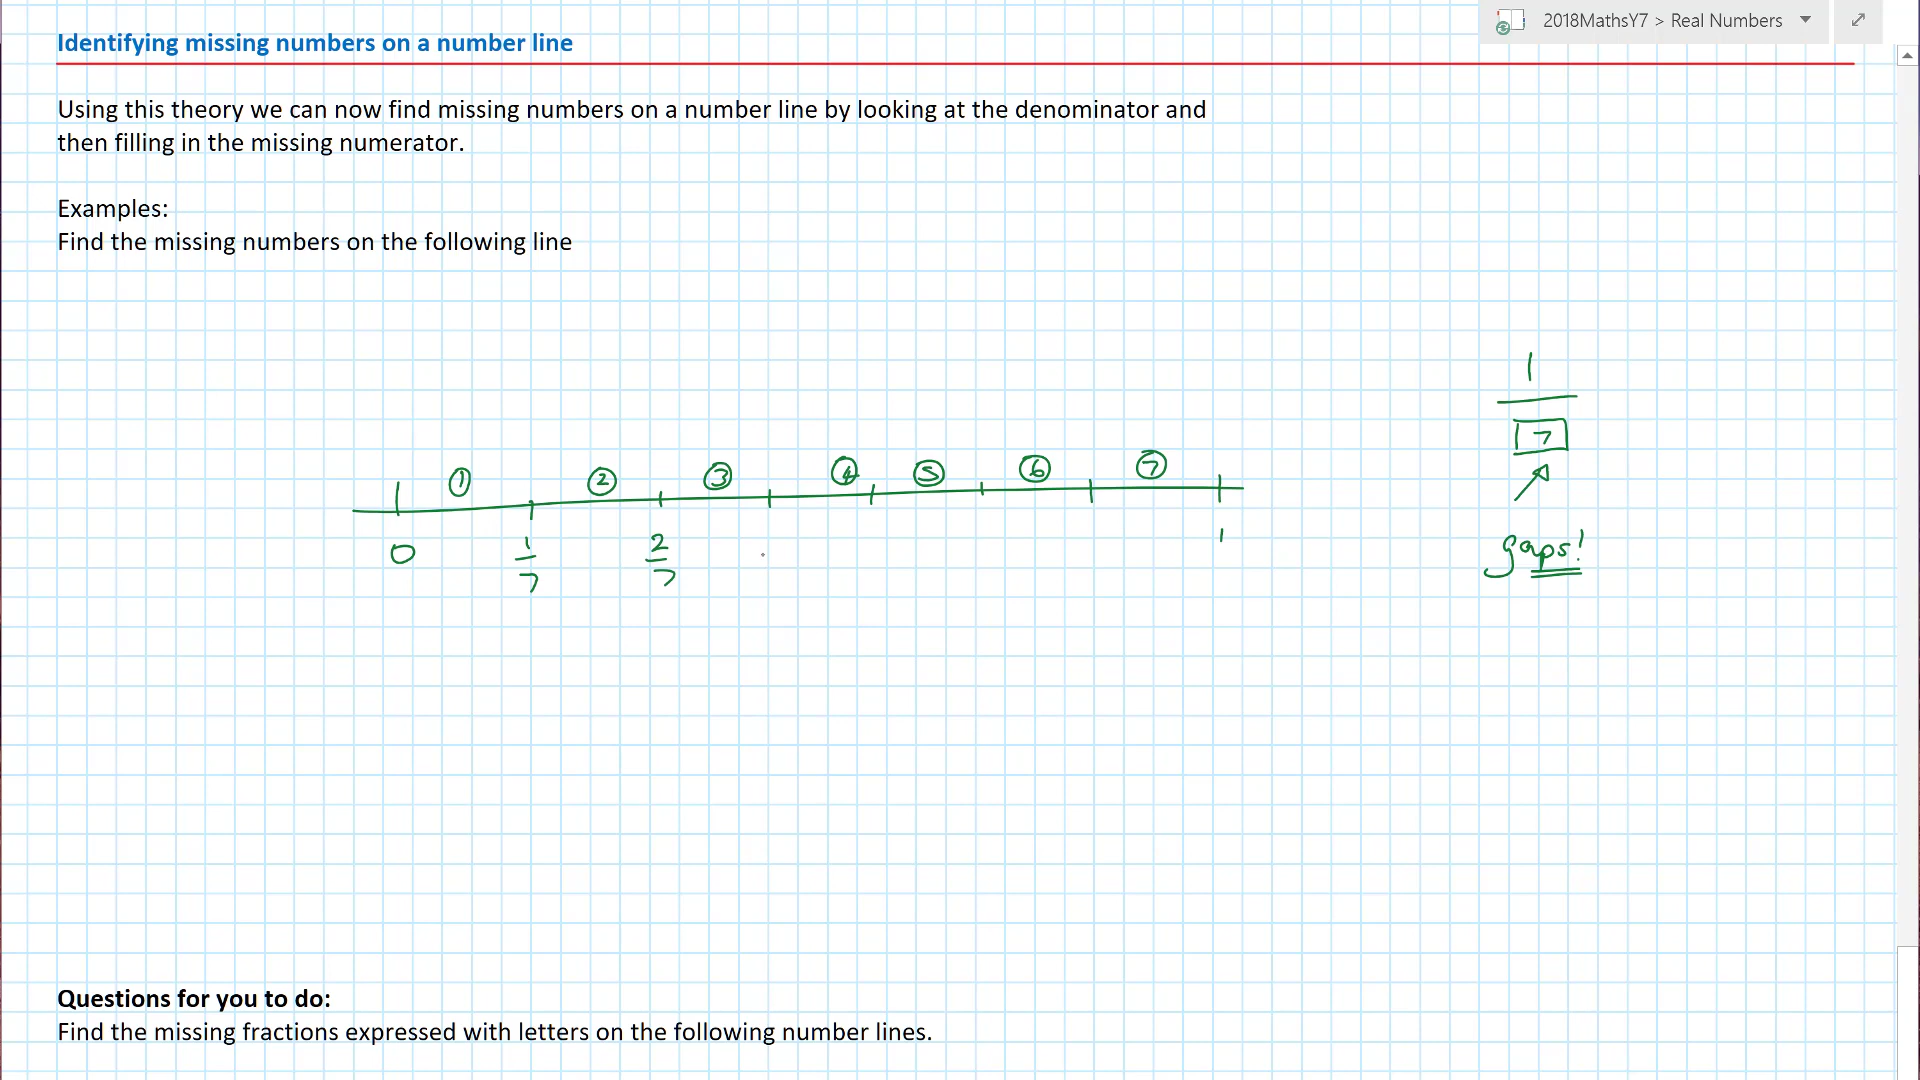 2018MathsY7 > Real Numbers
Identifying missing numbers on a number line
Using this theory we can now find missing numbers on a number line by looking at the denominator and
then filling in the missing numerator.
Examples:
Find the missing numbers on the following line
1
7
gaps!
1 2 3 4 5 6 7
0 1/7 2/7 1
Questions for you to do:
Find the missing fractions expressed with letters on the following number lines.